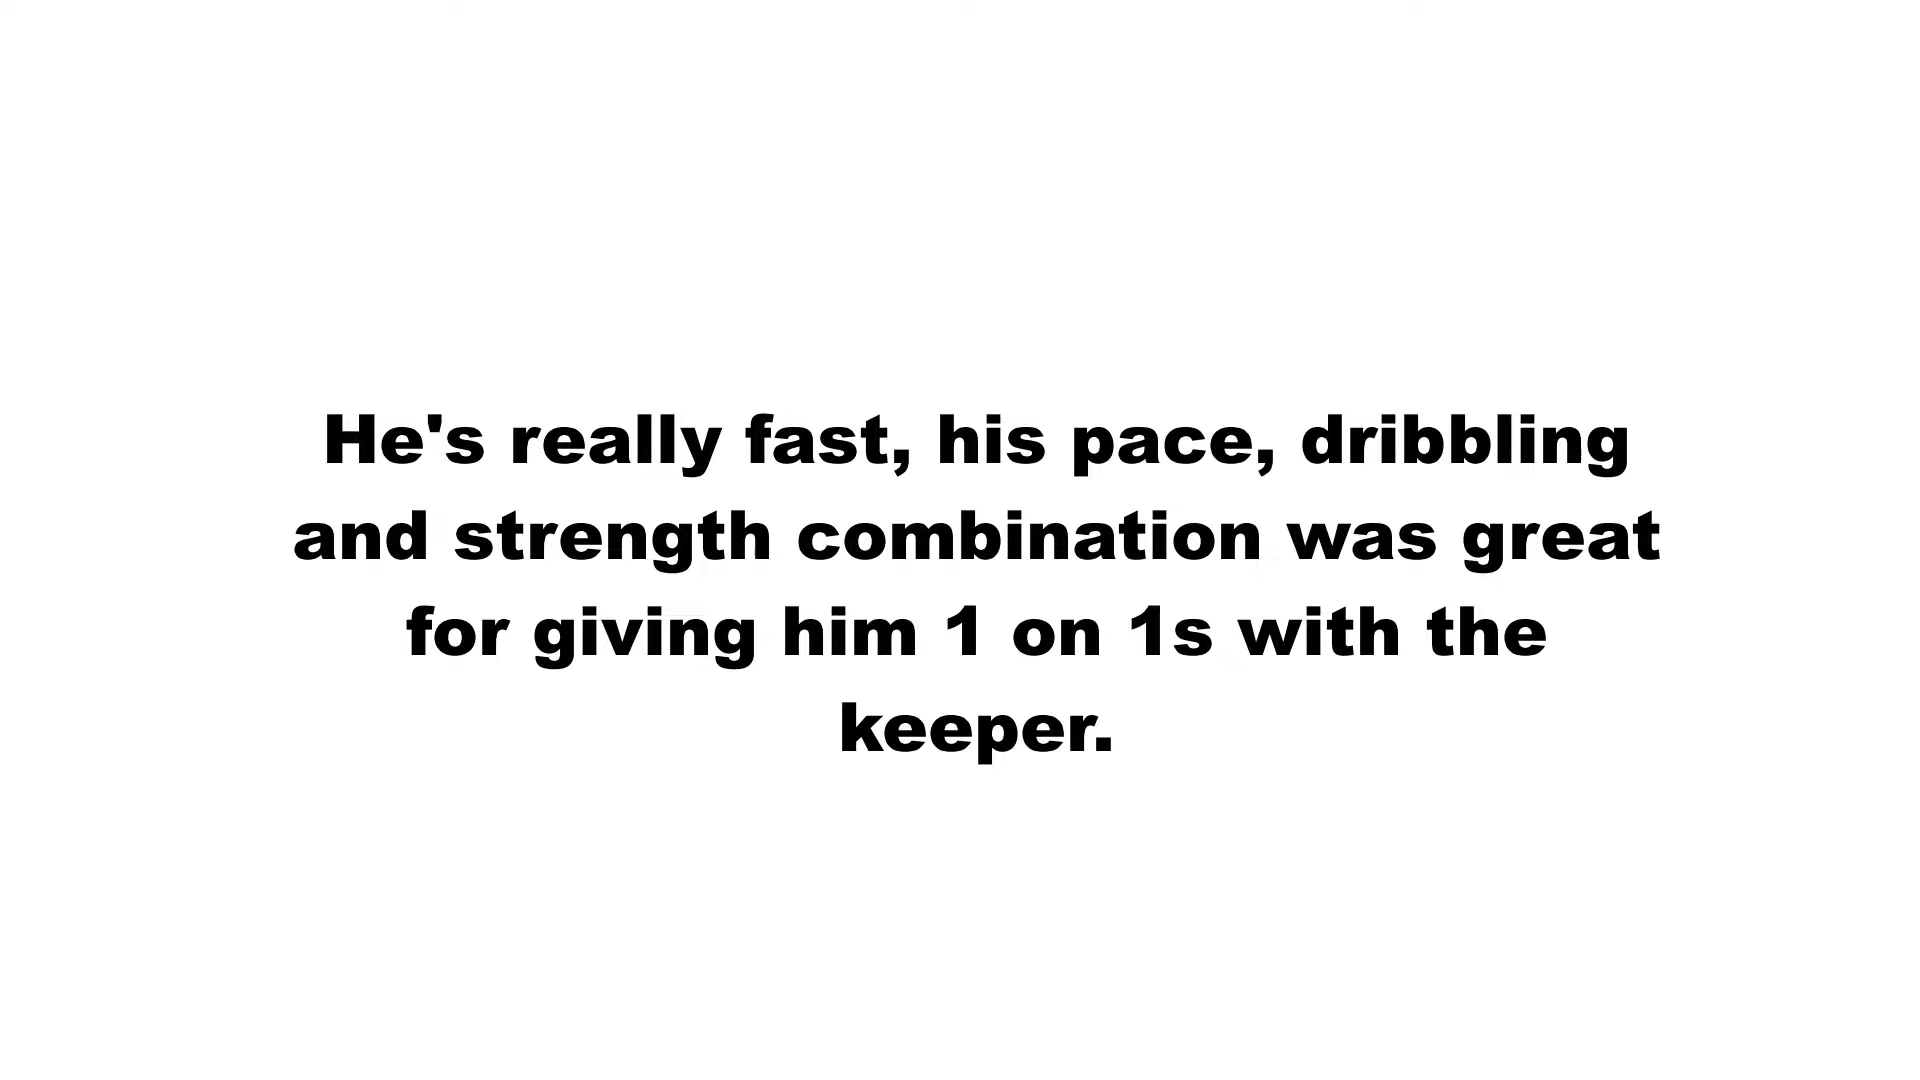 He's really fast, his pace, dribbling
and strength combination was great
for giving him 1 on 1s with the
keeper.